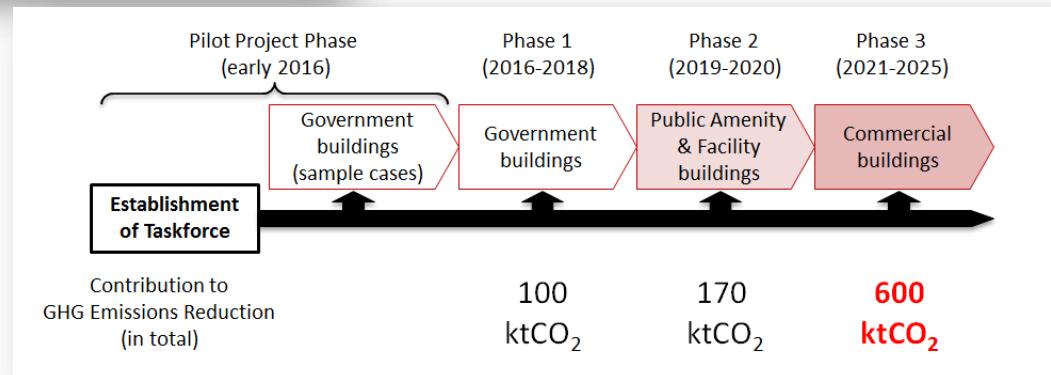 Pilot Project Phase
(early 2016)
Phase 1
(2016-2018)
Phase 2
(2019-2020)
Phase 3
(2021-2025)
Government
buildings
(sample cases)
Government
buildings
Public Amenity
& Facility
buildings
Commercial
buildings
Establishment
of Taskforce
Contribution to
GHG Emissions Reduction
(in total)
100
ktCO₂
170
ktCO₂
600
ktCO₂